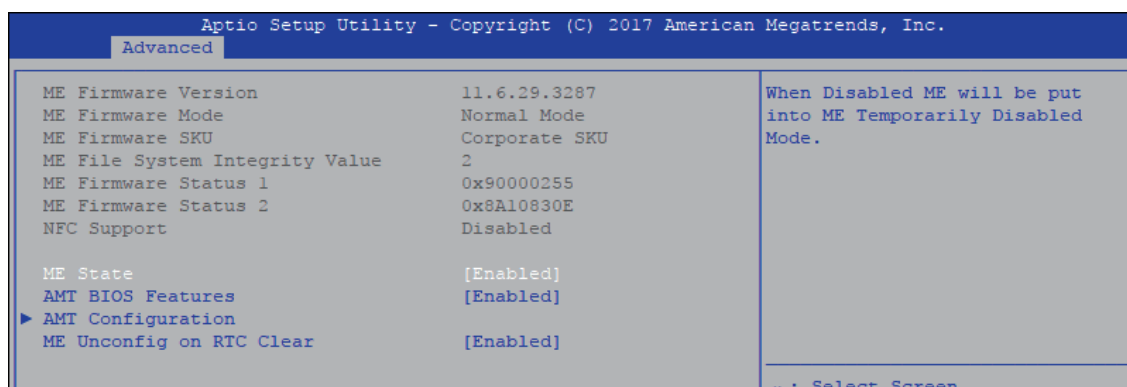 Aptio Setup Utility - Copyright (C) 2017 American Megatrends, Inc.
Advanced
ME Firmware Version 11.6.29.3287
ME Firmware Mode Normal Mode
ME Firmware SKU Corporate SKU
ME File System Integrity Value 2
ME Firmware Status 1 0x90000255
ME Firmware Status 2 0x8A10830E
NFC Support Disabled
ME State [Enabled]
AMT BIOS Features [Enabled]
▶ AMT Configuration
ME Unconfig on RTC Clear [Enabled]
When Disabled ME will be put
into ME Temporarily Disabled
Mode.
: Select Screen